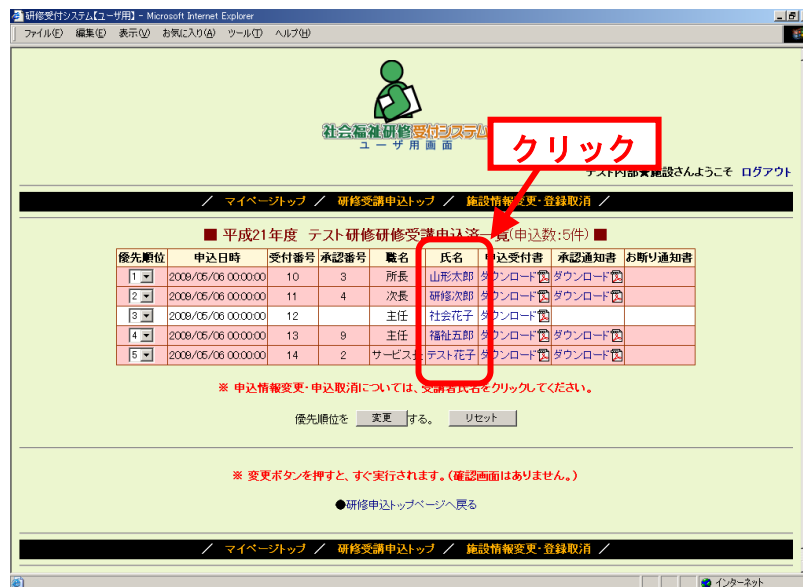 研修受付システム【ユーザ用】 - Microsoft Internet Explorer
ファイル(F) 編集(E) 表示(V) お気に入り(A) ツール(T) ヘルプ(H)
社会福祉研修受付システム
ユーザ用画面
クリック
テスト内部実施設さんようこそ ログアウト
／ マイページトップ ／ 研修受講申込トップ ／ 施設情報変更・登録取消 ／
■ 平成21年度 テスト研修研修受講申込済一覧(申込数:5件) ■
優先順位 申込日時 受付番号 承認番号 職名 氏名 申込受付書 承認通知書 お断り通知書
1 2009/05/06 00:00:00 10 3 所長 山形太郎 ダウンロード ダウンロード
2 2009/05/06 00:00:00 11 4 次長 研修次郎 ダウンロード ダウンロード
3 2009/05/06 00:00:00 12 主任 社会花子 ダウンロード
4 2009/05/06 00:00:00 13 9 主任 福祉五郎 ダウンロード ダウンロード
5 2009/05/06 00:00:00 14 2 サービス テスト花子 ダウンロード ダウンロード
※ 申込情報変更・申込取消については、受講者氏名をクリックしてください。
優先順位を 変更 する。 リセット
※ 変更ボタンを押すと、すぐ実行されます。(確認画面はありません。)
●研修申込トップページへ戻る
／ マイページトップ ／ 研修受講申込トップ ／ 施設情報変更・登録取消 ／
インターネット